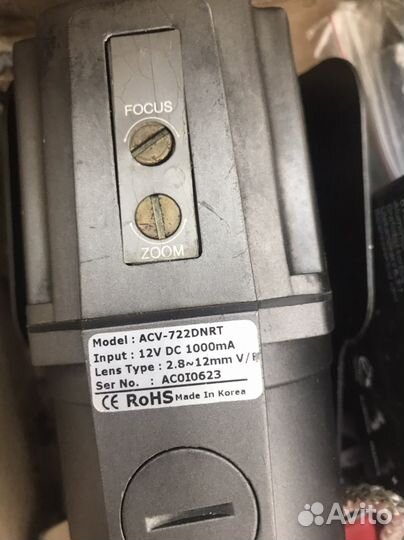 FOCUS
ZOOM
Model : ACV-722DNRT
Input : 12V DC 1000mA
Lens Type : 2.8~12mm V/
Ser No. : AC0I0623
CE RoHS Made In Korea
Avito